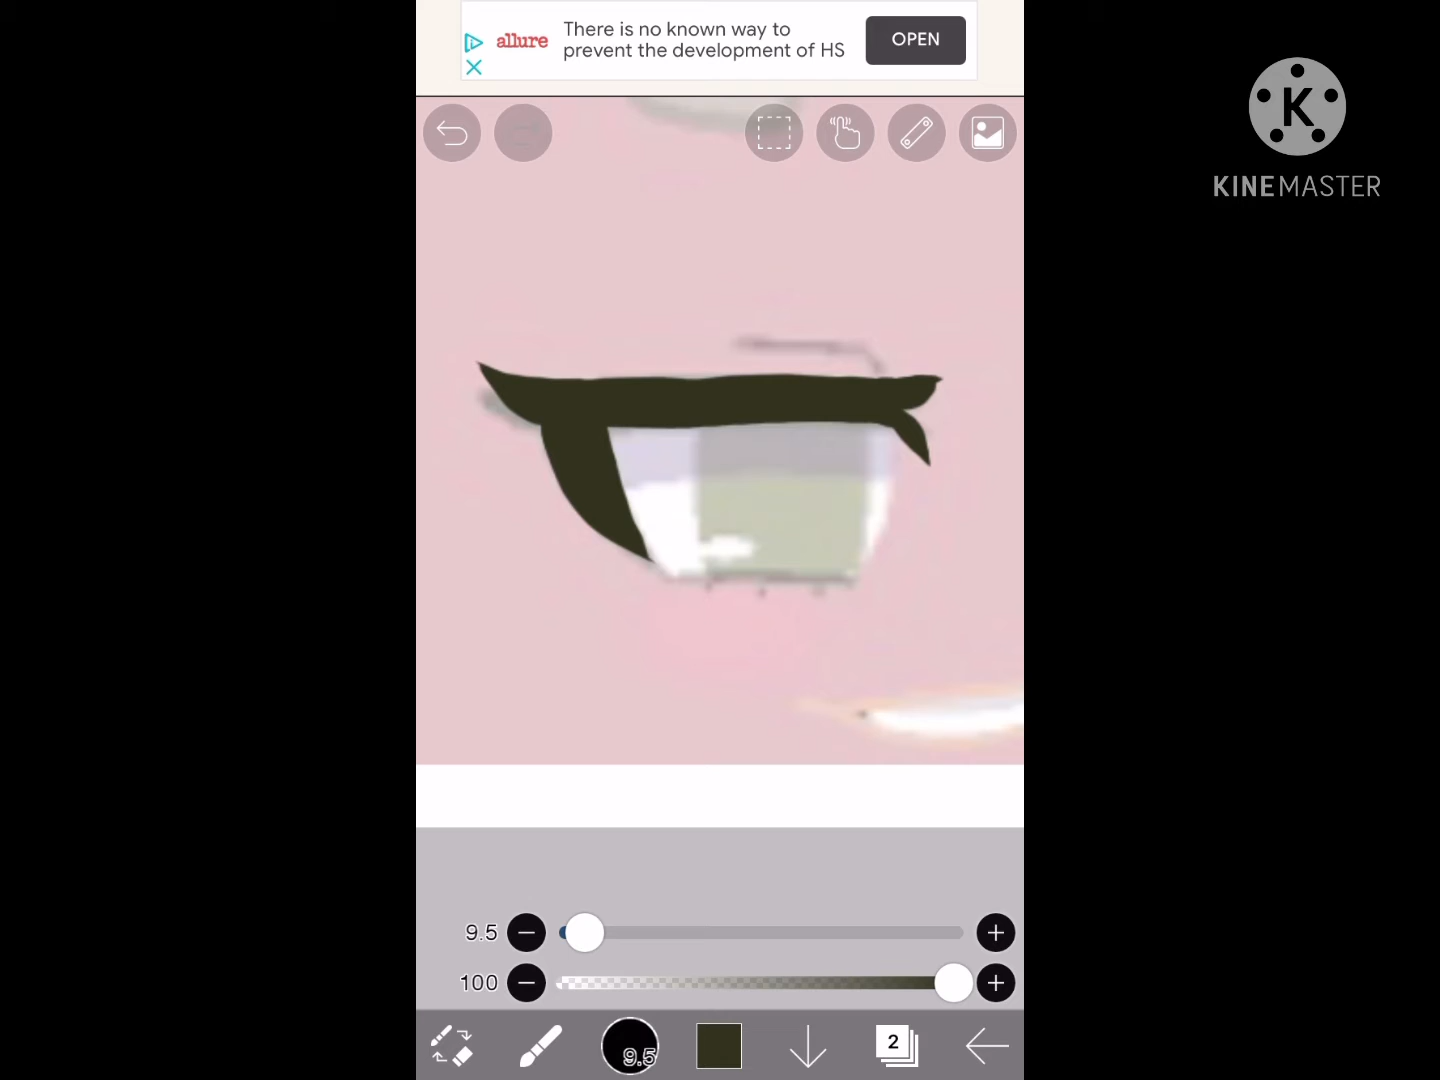 There is no known way to
allure
prevent the development of HS
OPEN
K
KINEMASTER
9.5
100
9.5
2